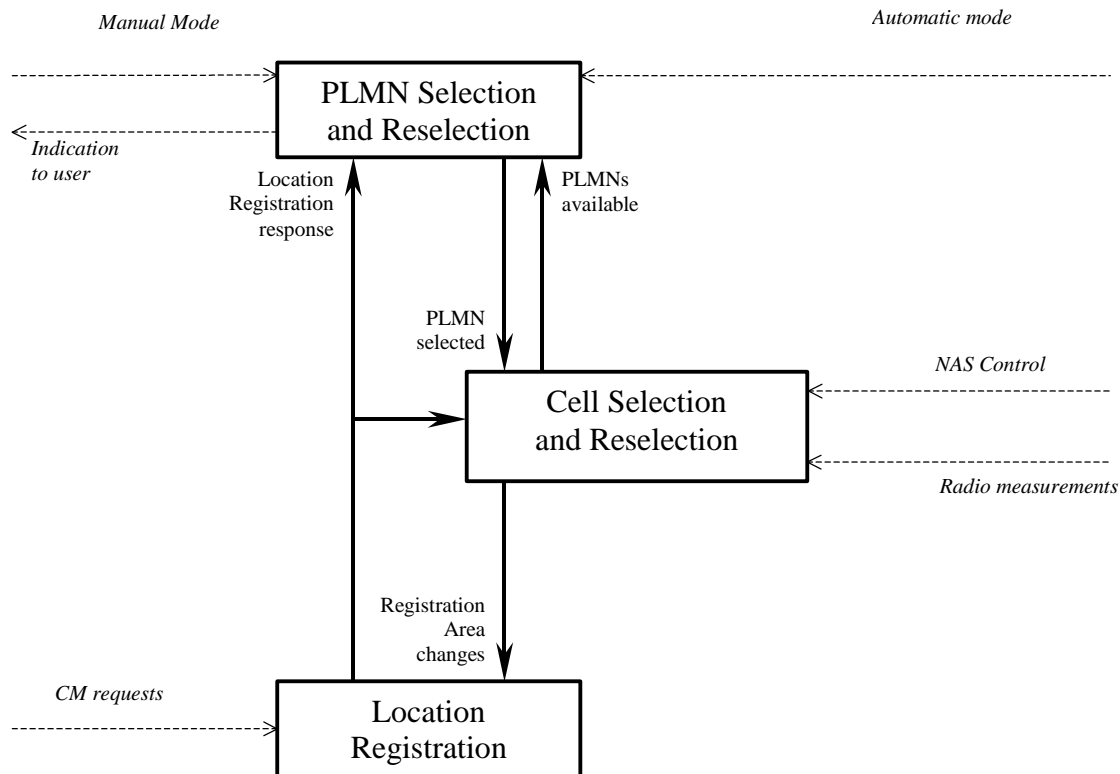 Manual Mode
Automatic mode
PLMN Selection
and Reselection
Indication
to user
Location
Registration
response
PLMNs
available
PLMN
selected
NAS Control
Cell Selection
and Reselection
Radio measurements
Registration
Area
changes
CM requests
Location
Registration